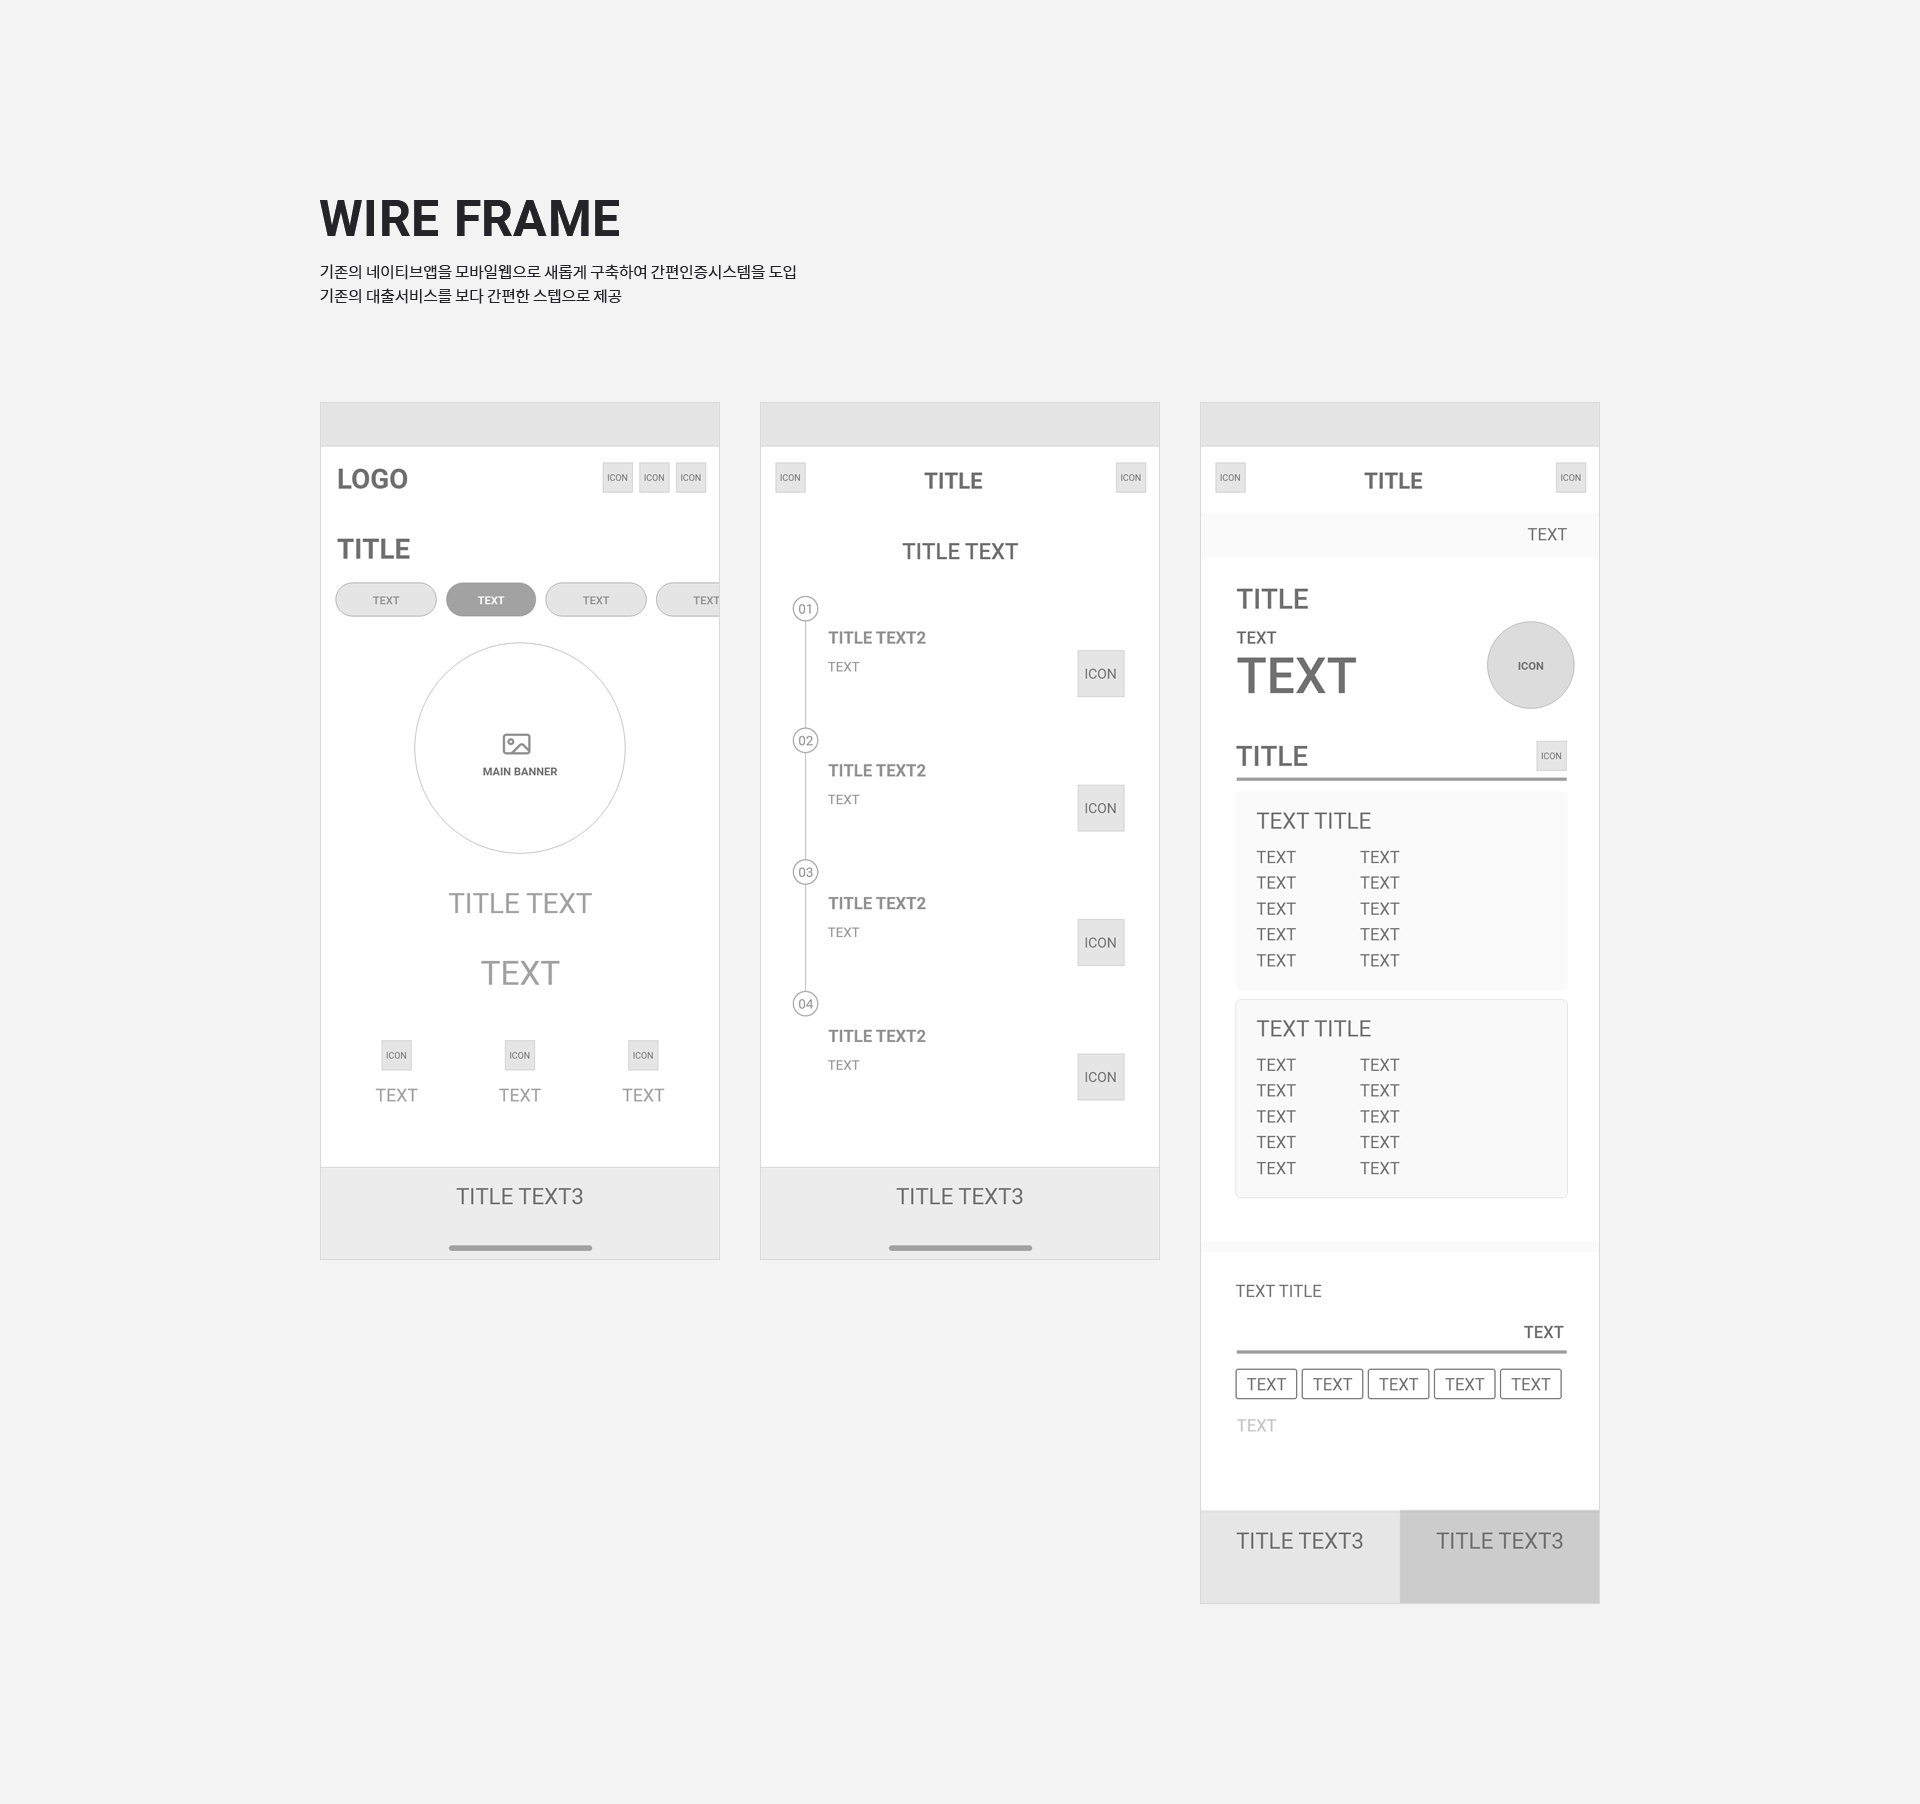 WIRE FRAME
기존의 네이티브앱을 모바일웹으로 새롭게 구축하여 간편인증시스템을 도입
기존의 대출서비스를 보다 간편한 스텝으로 제공
LOGO
ICON ICON ICON
TITLE
TEXT TEXT TEXT TEXT
MAIN BANNER
TITLE TEXT
TEXT
ICON ICON ICON
TEXT TEXT TEXT
TITLE TEXT3
ICON TITLE ICON
TITLE TEXT
01
TITLE TEXT2
TEXT
ICON
02
TITLE TEXT2
TEXT
ICON
03
TITLE TEXT2
TEXT
ICON
04
TITLE TEXT2
TEXT
ICON
TITLE TEXT3
ICON TITLE ICON
TEXT
TITLE
TEXT
TEXT
ICON
TITLE ICON
TEXT TITLE
TEXT TEXT
TEXT TEXT
TEXT TEXT
TEXT TEXT
TEXT TEXT
TEXT TITLE
TEXT TEXT
TEXT TEXT
TEXT TEXT
TEXT TEXT
TEXT TEXT
TEXT TITLE
TEXT
TEXT TEXT TEXT TEXT TEXT
TEXT
TITLE TEXT3 TITLE TEXT3